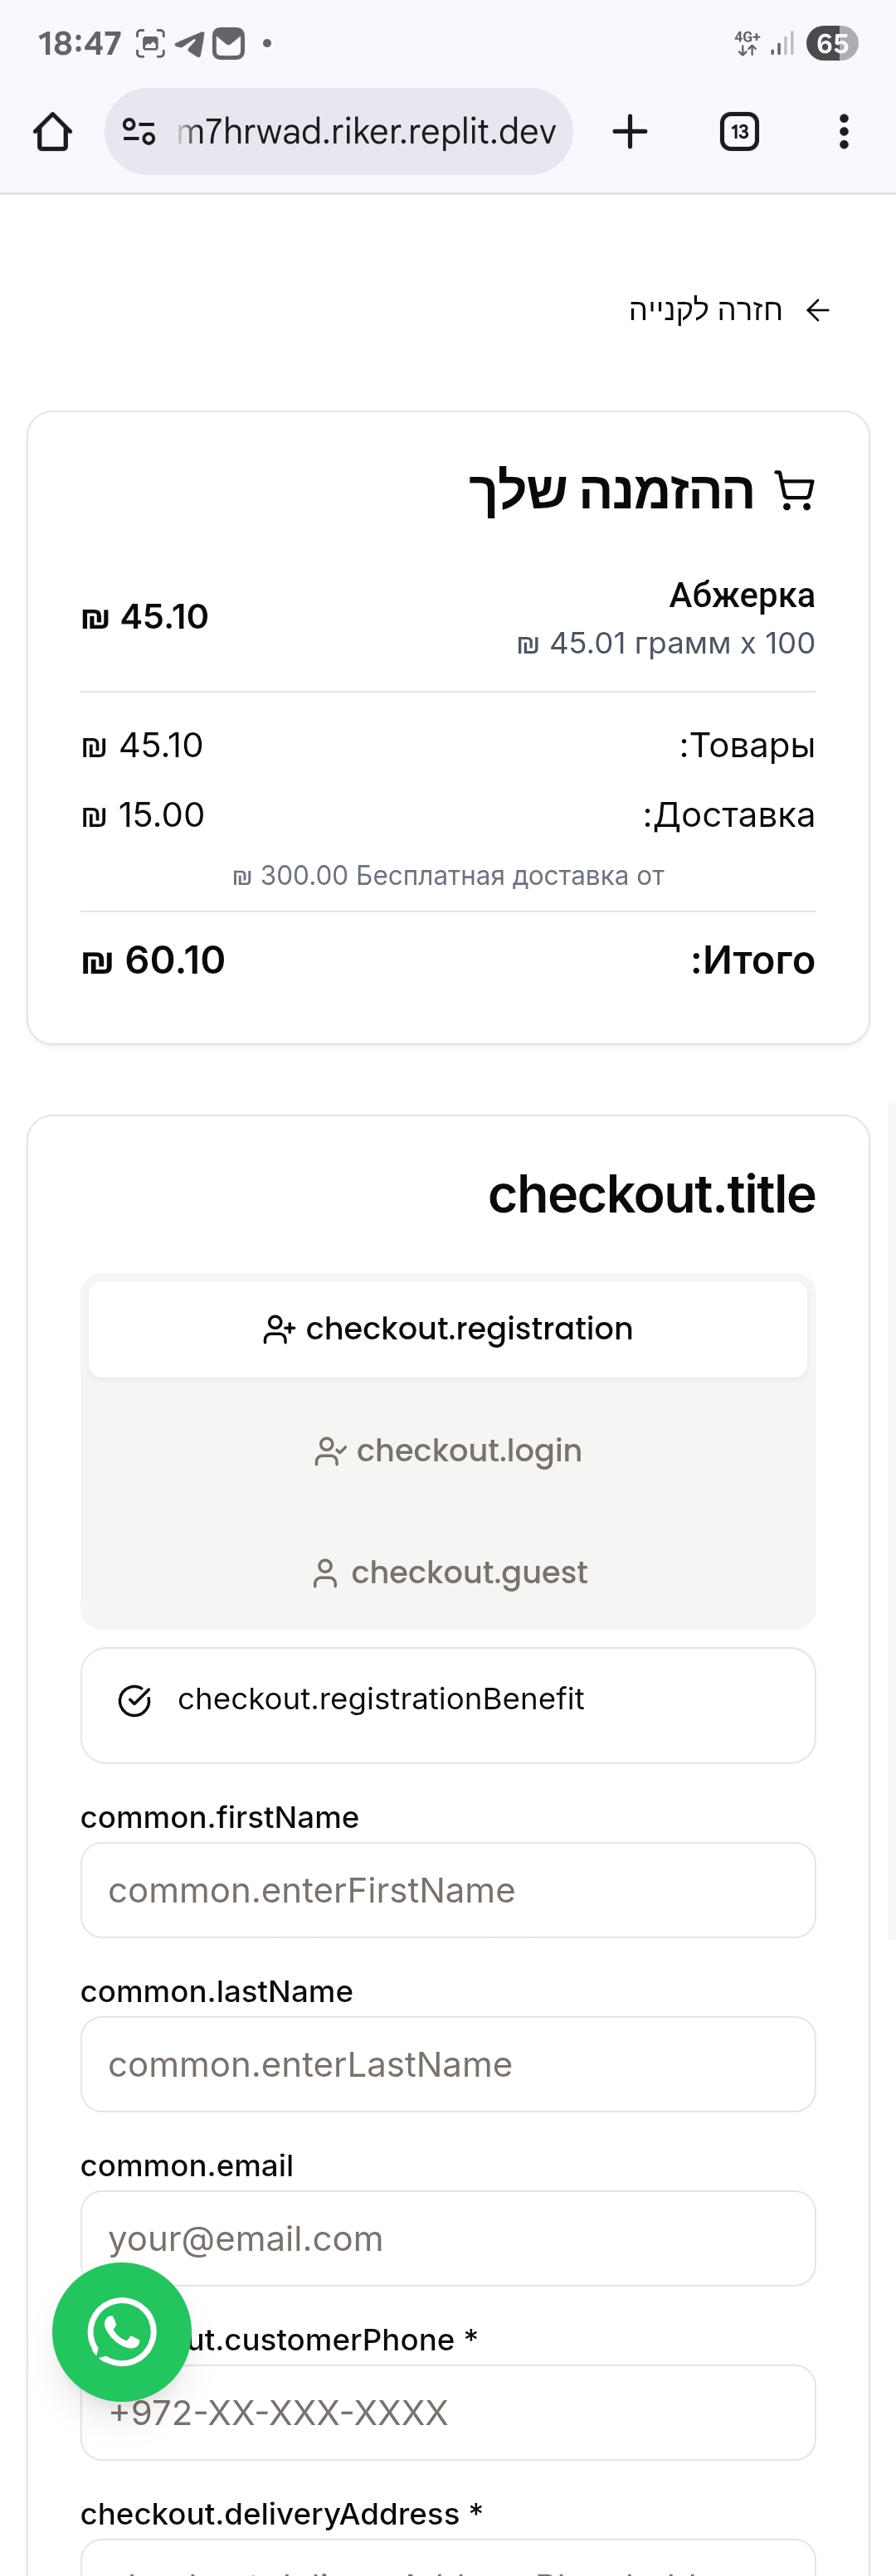 18:47
4G+
65
m7hrwad.riker.replit.dev
13
חזרה לקנייה
ההזמנה שלך
Абжерка
₪ 45.10
₪ 45.01 грамм x 100
:Товары
₪ 45.10
:Доставка
₪ 15.00
₪ 300.00 Бесплатная доставка от
:Итого
₪ 60.10
checkout.title
checkout.registration
checkout.login
checkout.guest
checkout.registrationBenefit
common.firstName
common.enterFirstName
common.lastName
common.enterLastName
common.email
your@email.com
ut.customerPhone *
+972-XX-XXX-XXXX
checkout.deliveryAddress *